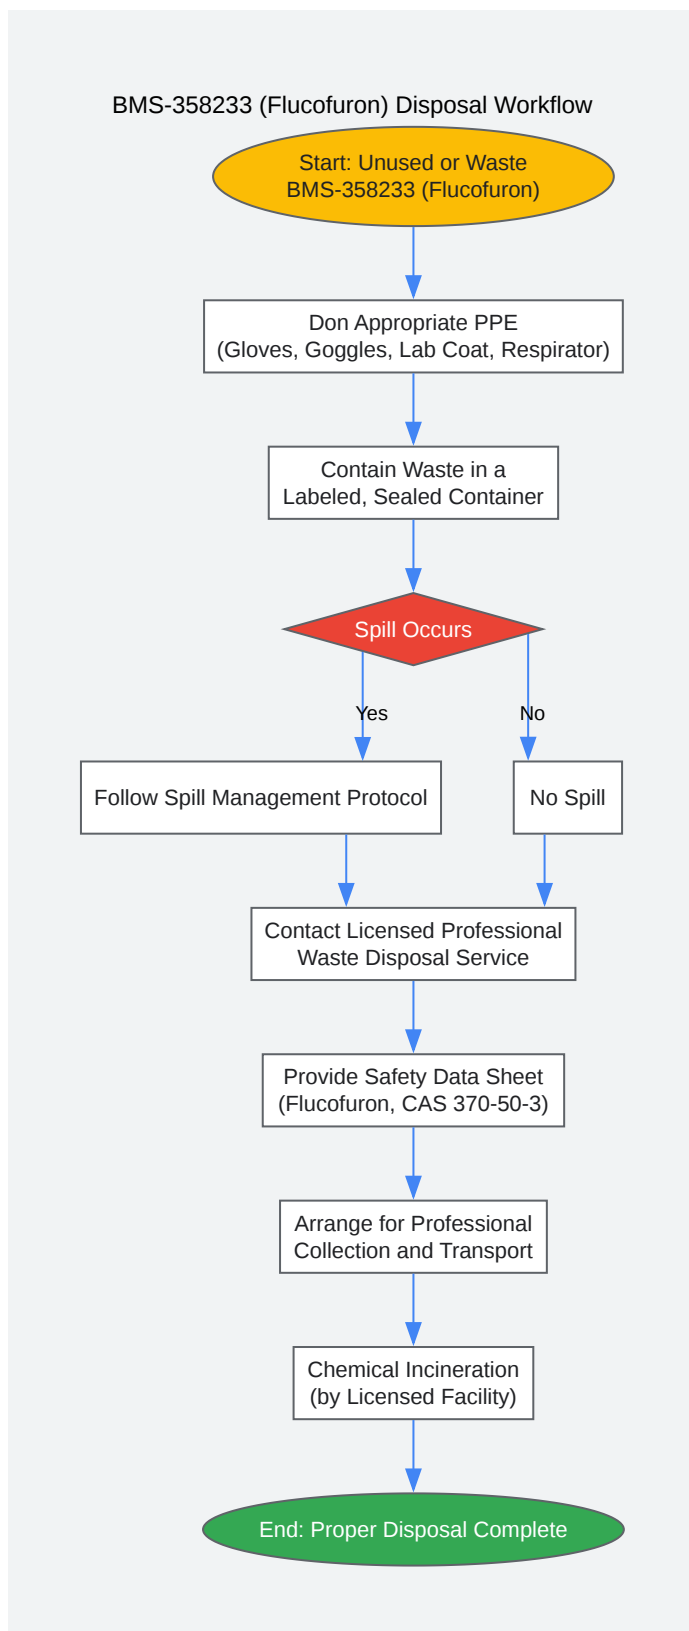 BMS-358233 (Flucofuron) Disposal Workflow
Start: Unused or Waste
BMS-358233 (Flucofuron)
Don Appropriate PPE
(Gloves, Goggles, Lab Coat, Respirator)
Contain Waste in a
Labeled, Sealed Container
Spill Occurs
Yes
No
Follow Spill Management Protocol
No Spill
Contact Licensed Professional
Waste Disposal Service
Provide Safety Data Sheet
(Flucofuron, CAS 370-50-3)
Arrange for Professional
Collection and Transport
Chemical Incineration
(by Licensed Facility)
End: Proper Disposal Complete